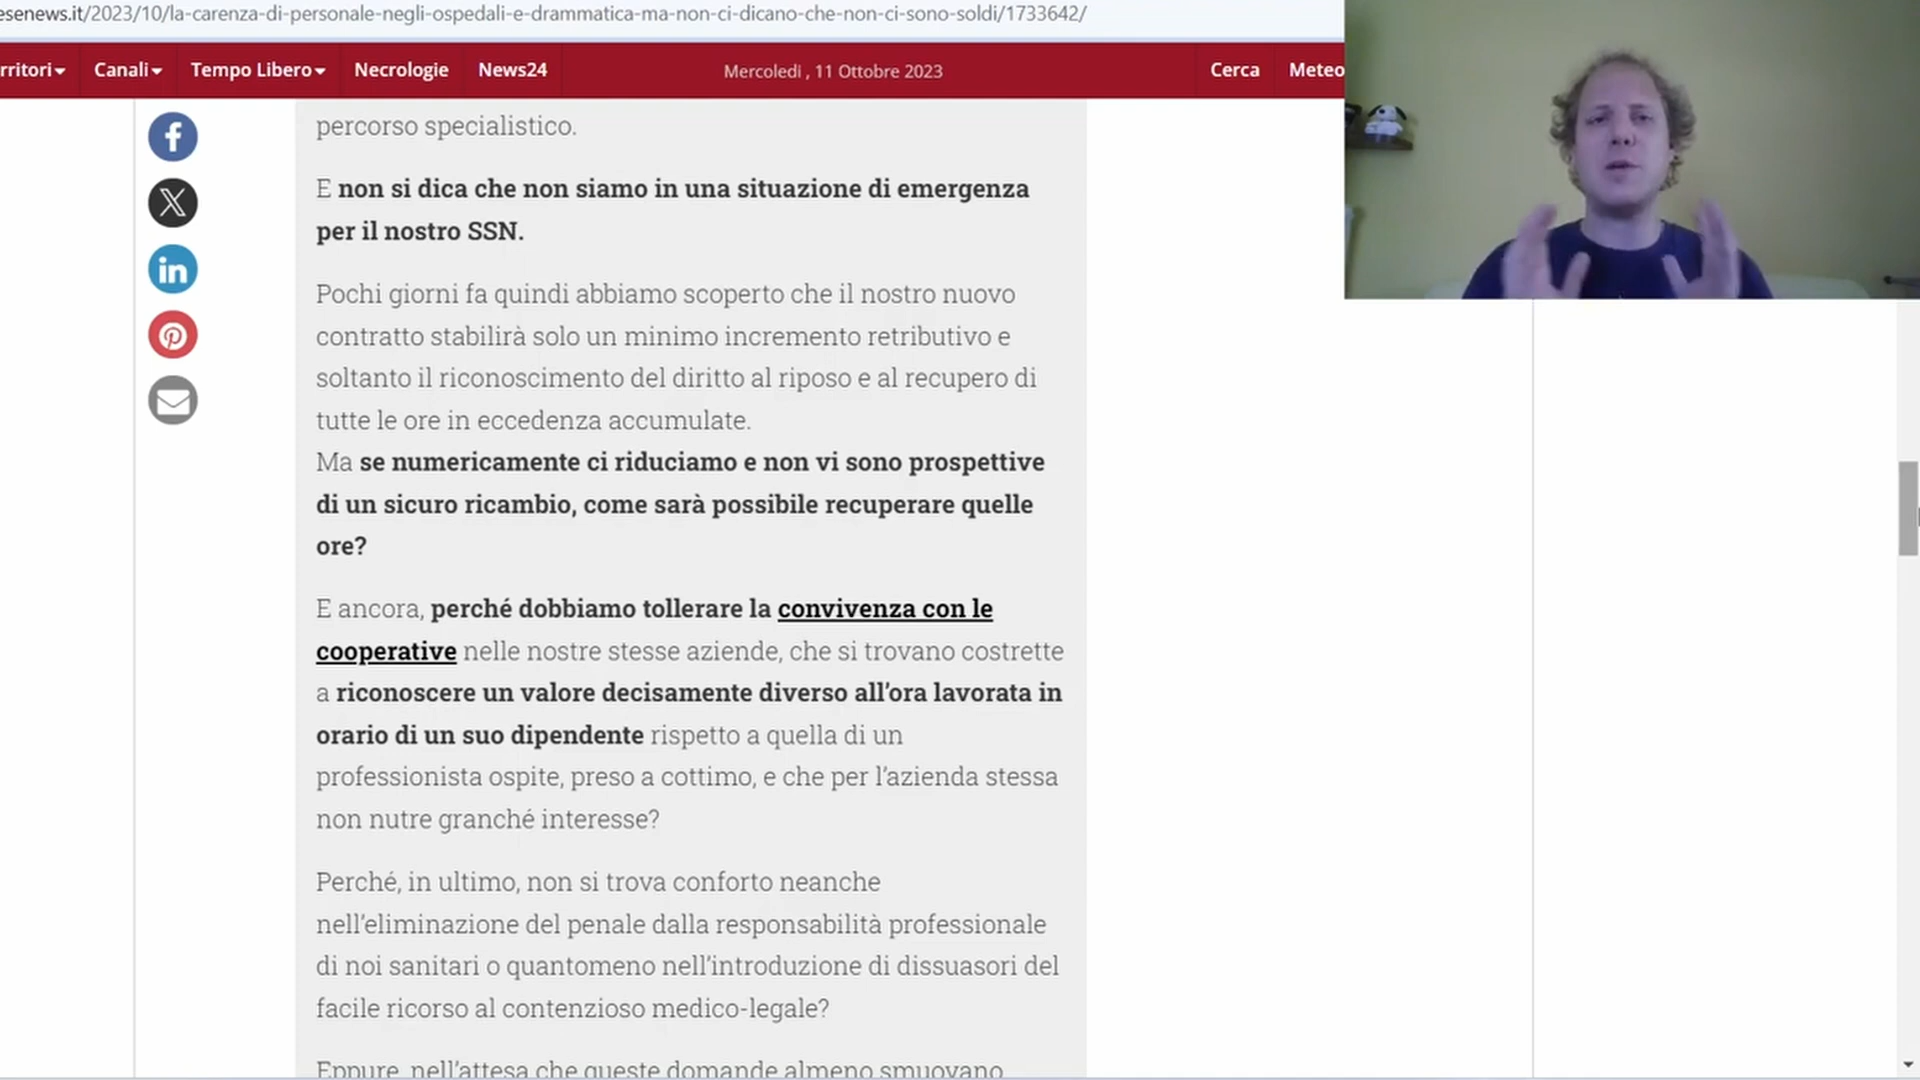 esenews.it/2023/10/la-carenza-di-personale-negli-ospedali-e-drammatica-ma-non-ci-dicano-che-non-ci-sono-soldi/1733642/
rritori Canali Tempo Libero Necrologie News24 Mercoledi , 11 Ottobre 2023 Cerca Meteo
percorso specialistico.
E non si dica che non siamo in una situazione di emergenza
per il nostro SSN.
Pochi giorni fa quindi abbiamo scoperto che il nostro nuovo
contratto stabilirà solo un minimo incremento retributivo e
soltanto il riconoscimento del diritto al riposo e al recupero di
tutte le ore in eccedenza accumulate.
Ma se numericamente ci riduciamo e non vi sono prospettive
di un sicuro ricambio, come sarà possibile recuperare quelle
ore?
E ancora, perché dobbiamo tollerare la convivenza con le
cooperative nelle nostre stesse aziende, che si trovano costrette
a riconoscere un valore decisamente diverso all’ora lavorata in
orario di un suo dipendente rispetto a quella di un
professionista ospite, preso a cottimo, e che per l’azienda stessa
non nutre granché interesse?
Perché, in ultimo, non si trova conforto neanche
nell’eliminazione del penale dalla responsabilità professionale
di noi sanitari o quantomeno nell’introduzione di dissuasori del
facile ricorso al contenzioso medico-legale?
Eppure, nell’attesa che queste domande almeno smuovano